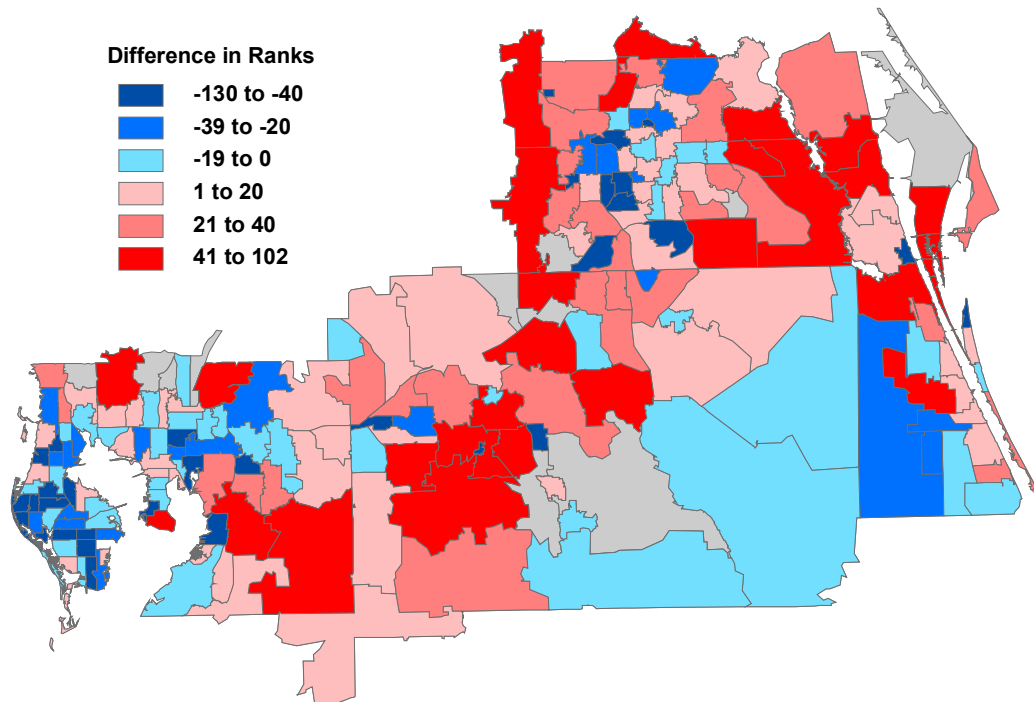 Difference in Ranks
-130 to -40
-39 to -20
-19 to 0
1 to 20
21 to 40
41 to 102